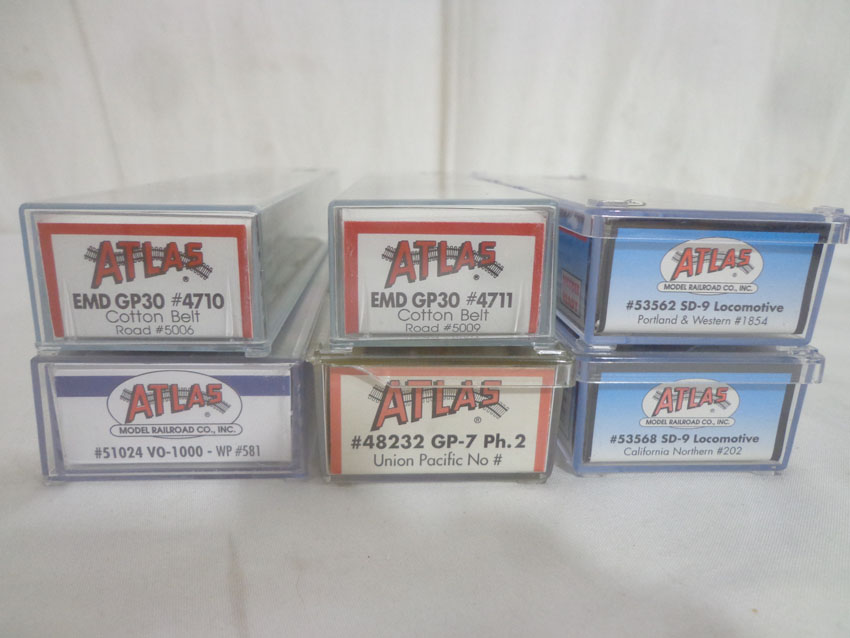 ATLAS
®
EMD GP30 #4710
Cotton Belt
Road #5006
ATLAS
®
EMD GP30 #4711
Cotton Belt
Road #5009
ATLAS
®
MODEL RAILROAD CO., INC.
#53562 SD-9 Locomotive
Portland & Western #1854
ATLAS
®
MODEL RAILROAD CO., INC.
#51024 VO-1000 - WP #581
ATLAS
®
#48232 GP-7 Ph.2
Union Pacific No #
ATLAS
®
MODEL RAILROAD CO., INC.
#53568 SD-9 Locomotive
California Northern #202